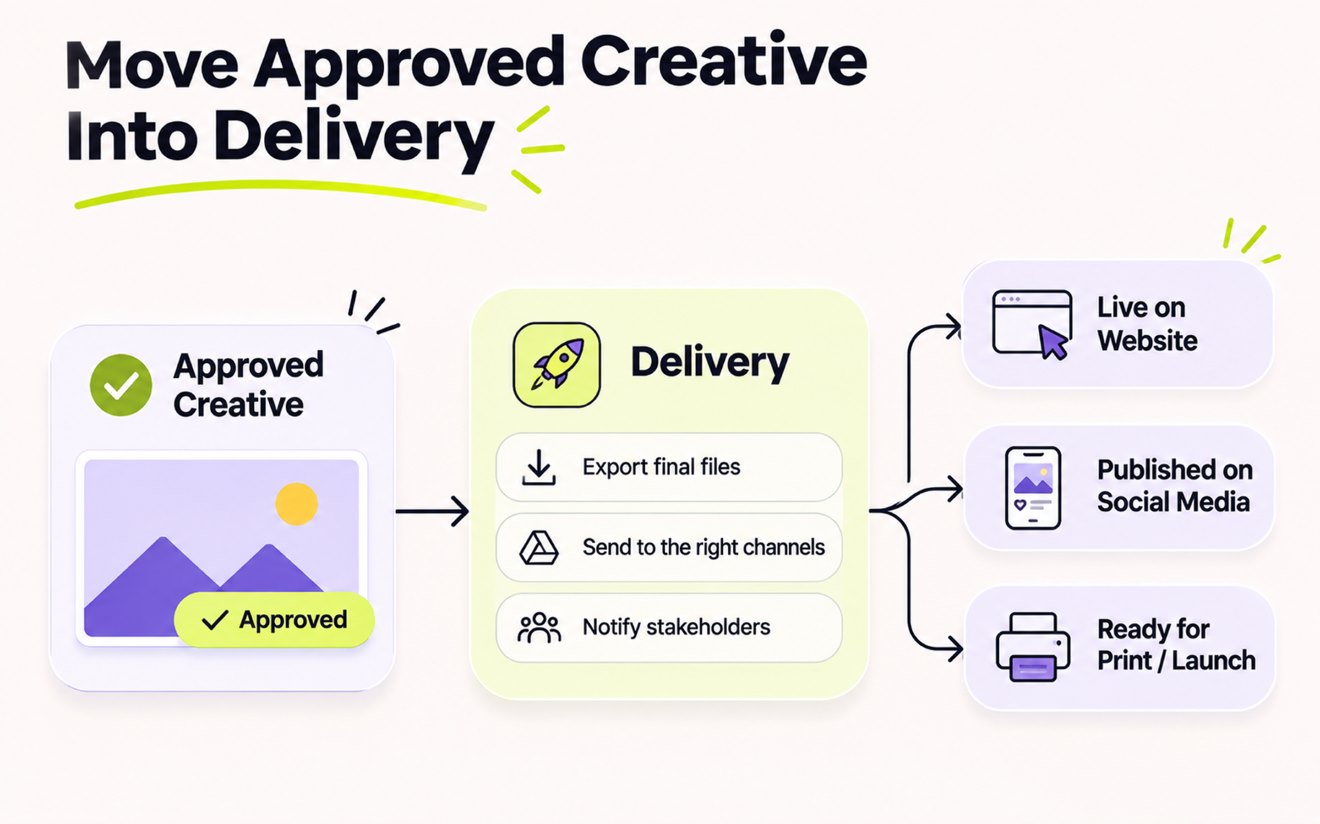 Move Approved Creative
Into Delivery
Approved
Creative
Approved
Delivery
Export final files
Send to the right channels
Notify stakeholders
Live on
Website
Published on
Social Media
Ready for
Print / Launch